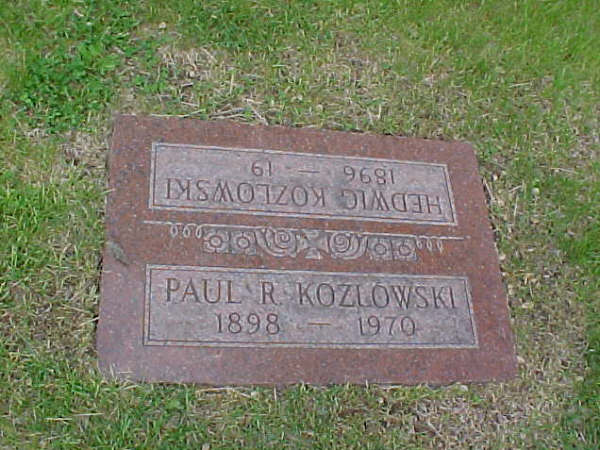 HEDWIG KOZLOWSKI
1896 — 19
PAUL R. KOZLOWSKI
1898 — 1970